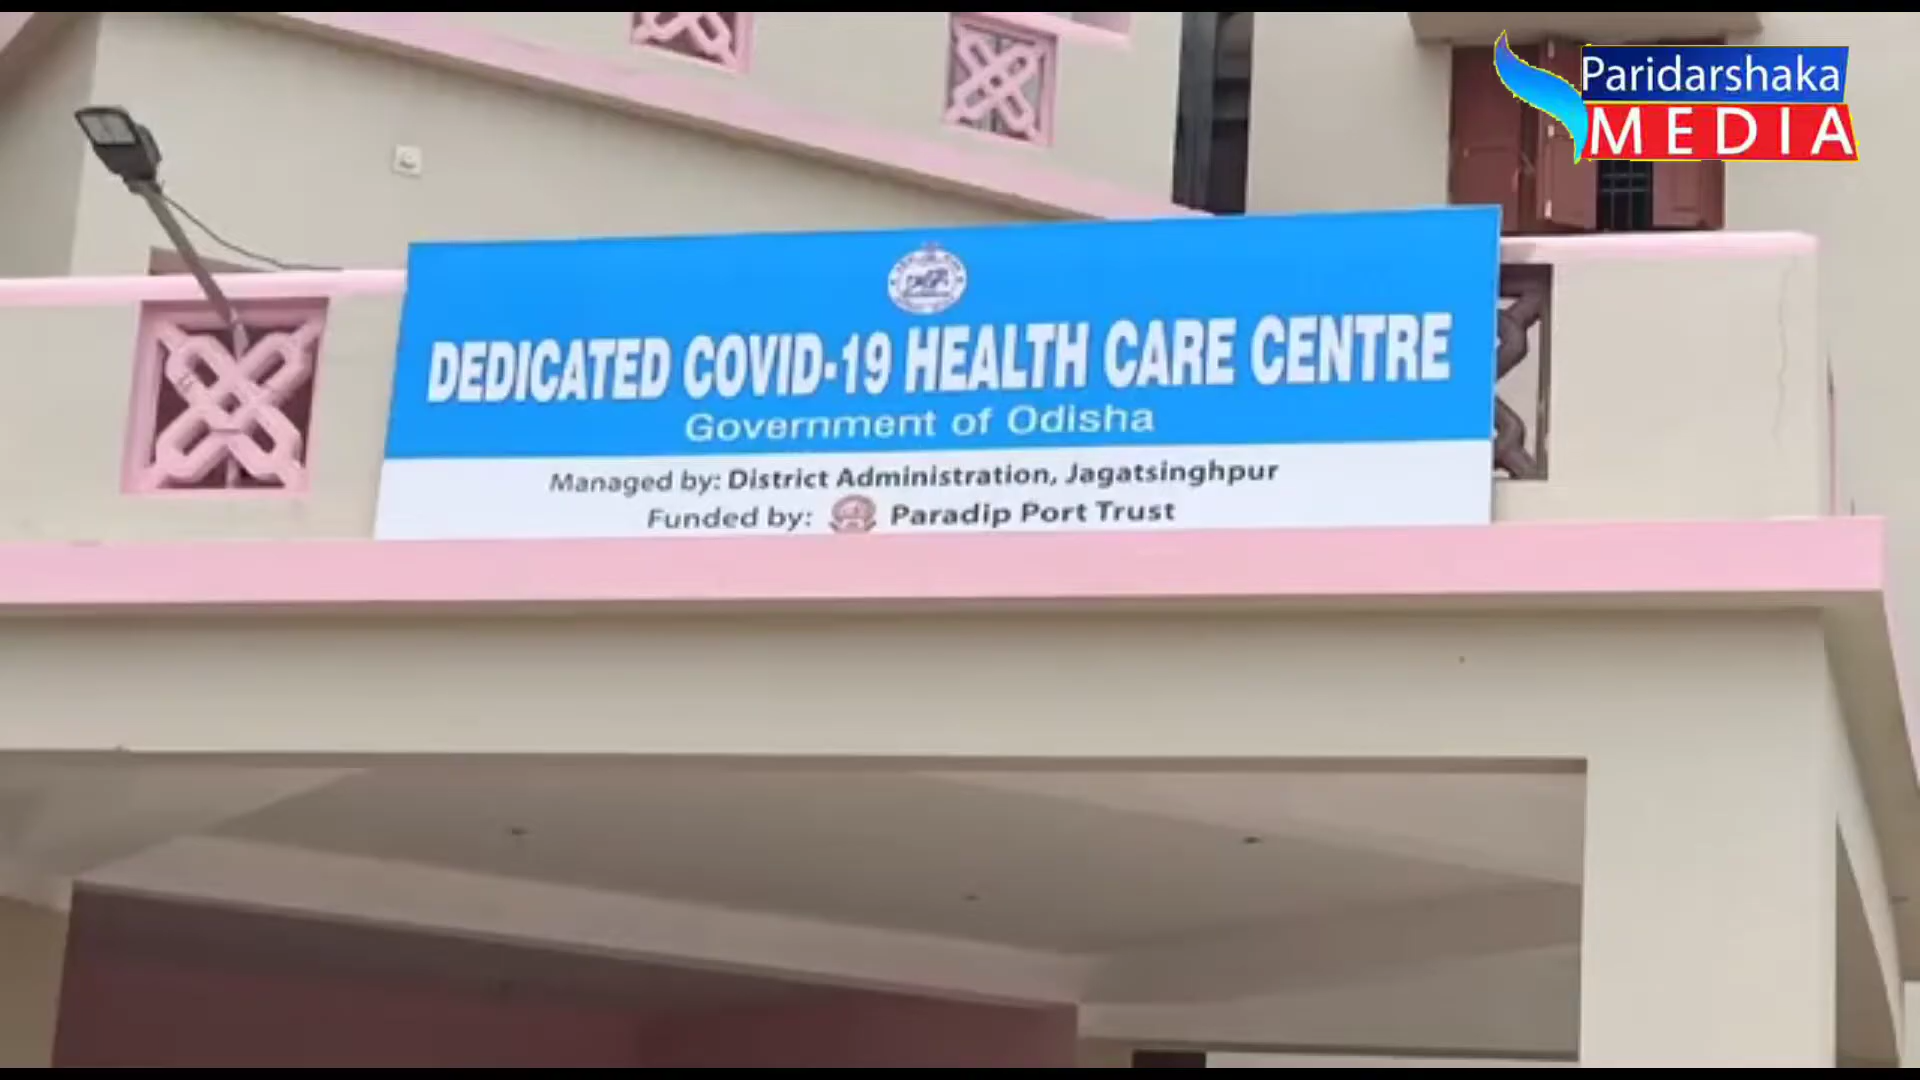 Paridarshaka
MEDIA
DEDICATED COVID-19 HEALTH CARE CENTRE
Government of Odisha
Managed by: District Administration, Jagatsinghpur
Funded by: Paradip Port Trust